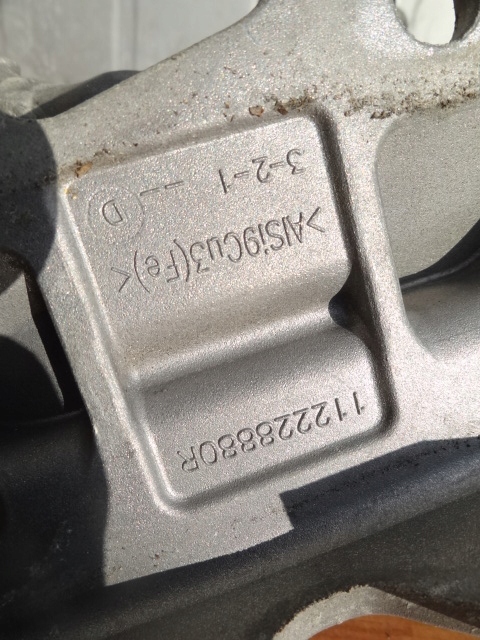 112228880R
>AlSi9Cu3(Fe)<
3-2-1 -- D